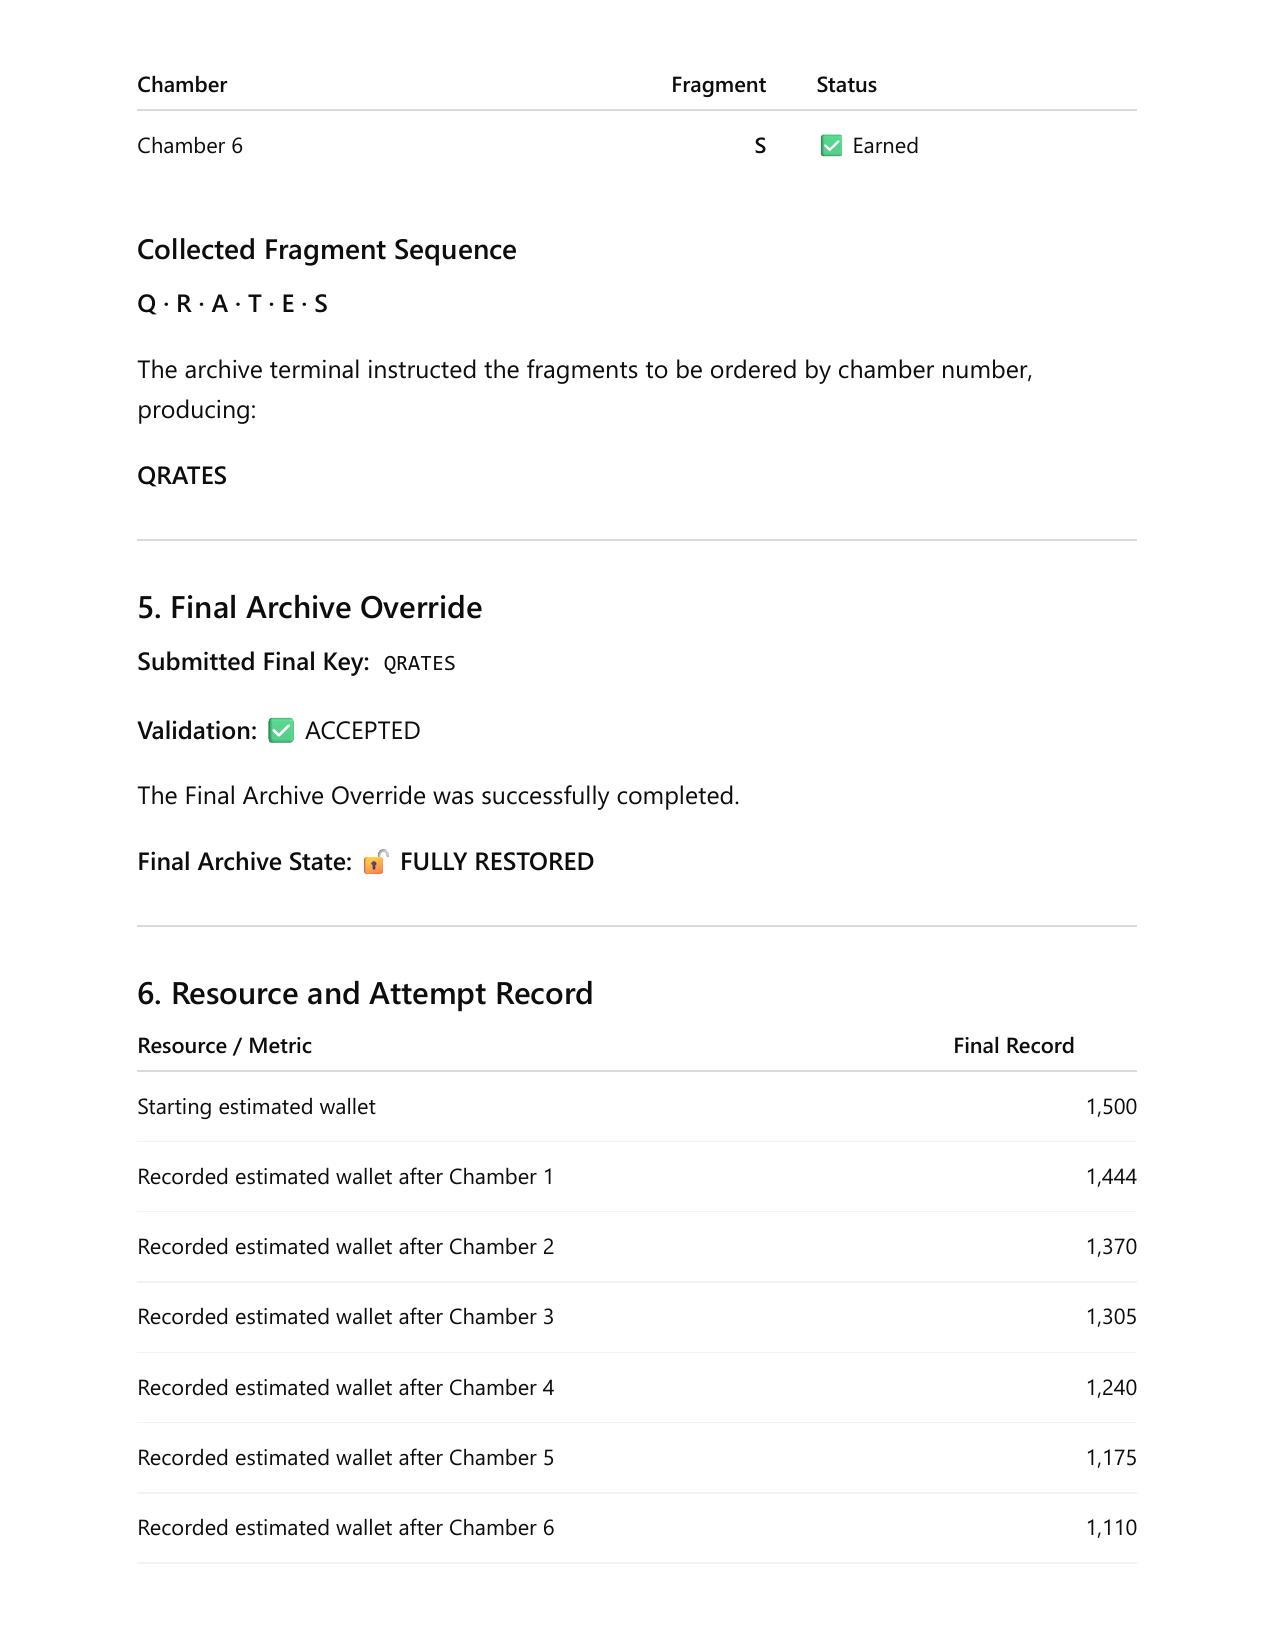 Chamber Fragment Status
Chamber 6 S ✅ Earned
Collected Fragment Sequence
Q · R · A · T · E · S
The archive terminal instructed the fragments to be ordered by chamber number,
producing:
QRATES
5. Final Archive Override
Submitted Final Key: QRATES
Validation: ✅ ACCEPTED
The Final Archive Override was successfully completed.
Final Archive State: 🔓 FULLY RESTORED
6. Resource and Attempt Record
Resource / Metric Final Record
Starting estimated wallet 1,500
Recorded estimated wallet after Chamber 1 1,444
Recorded estimated wallet after Chamber 2 1,370
Recorded estimated wallet after Chamber 3 1,305
Recorded estimated wallet after Chamber 4 1,240
Recorded estimated wallet after Chamber 5 1,175
Recorded estimated wallet after Chamber 6 1,110